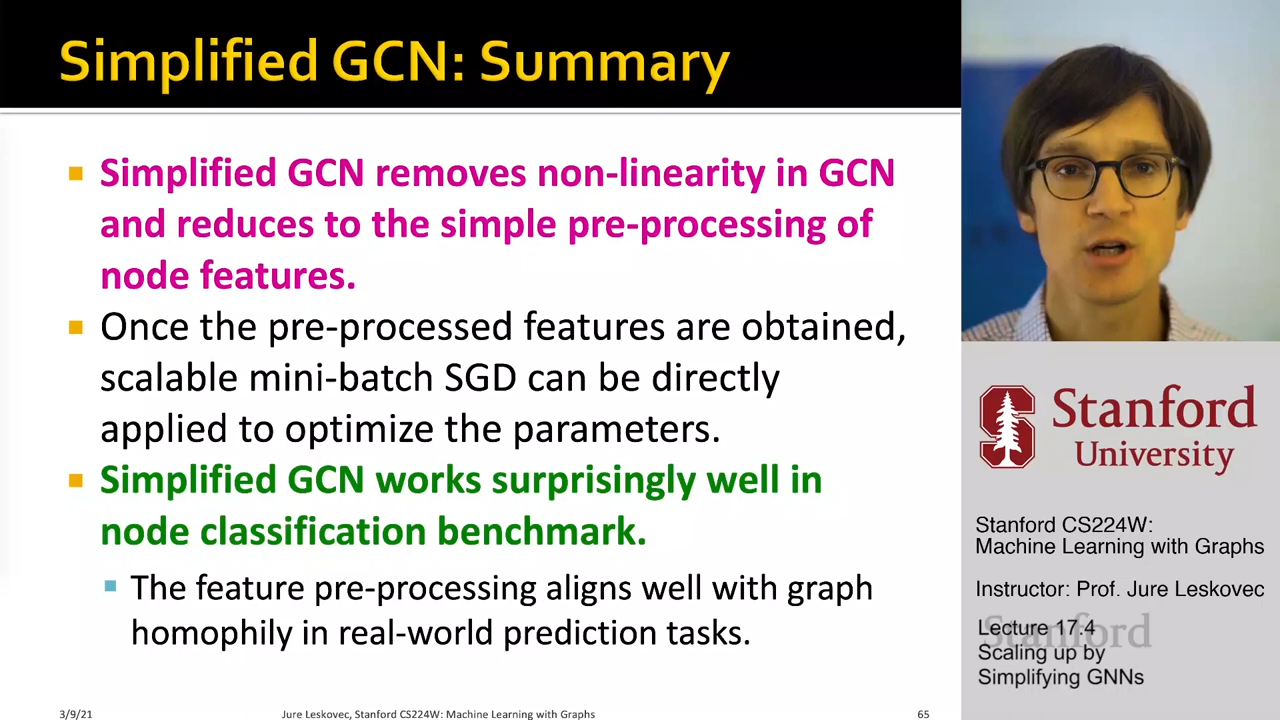 Simplified GCN: Summary
Simplified GCN removes non-linearity in GCN
and reduces to the simple pre-processing of
node features.
Once the pre-processed features are obtained,
scalable mini-batch SGD can be directly
applied to optimize the parameters.
Simplified GCN works surprisingly well in
node classification benchmark.
The feature pre-processing aligns well with graph
homophily in real-world prediction tasks.
3/9/21
Jure Leskovec, Stanford CS224W: Machine Learning with Graphs
65
Stanford
University
Stanford CS224W:
Machine Learning with Graphs
Instructor: Prof. Jure Leskovec
Stanford
Lecture 17.4
Scaling up by
Simplifying GNNs